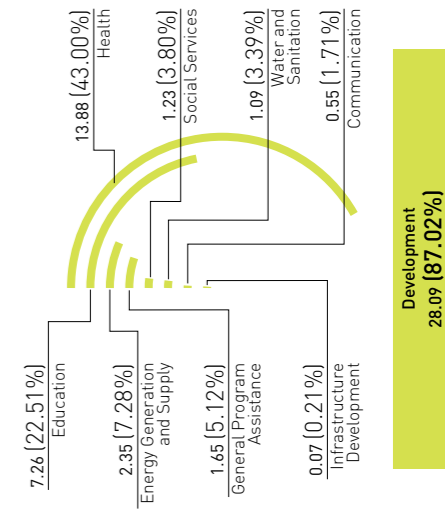 13.88 (43.00%)
Health
1.23 (3.80%)
Social Services
1.09 (3.39%)
Water and
Sanitation
0.55 (1.71%)
Communication
7.26 (22.51%)
Education
2.35 (7.28%)
Energy Generation
and Supply
1.65 (5.12%)
General Program
Assistance
0.07 (0.21%)
Infrastructure
Development
Development
28.09 (87.02%)